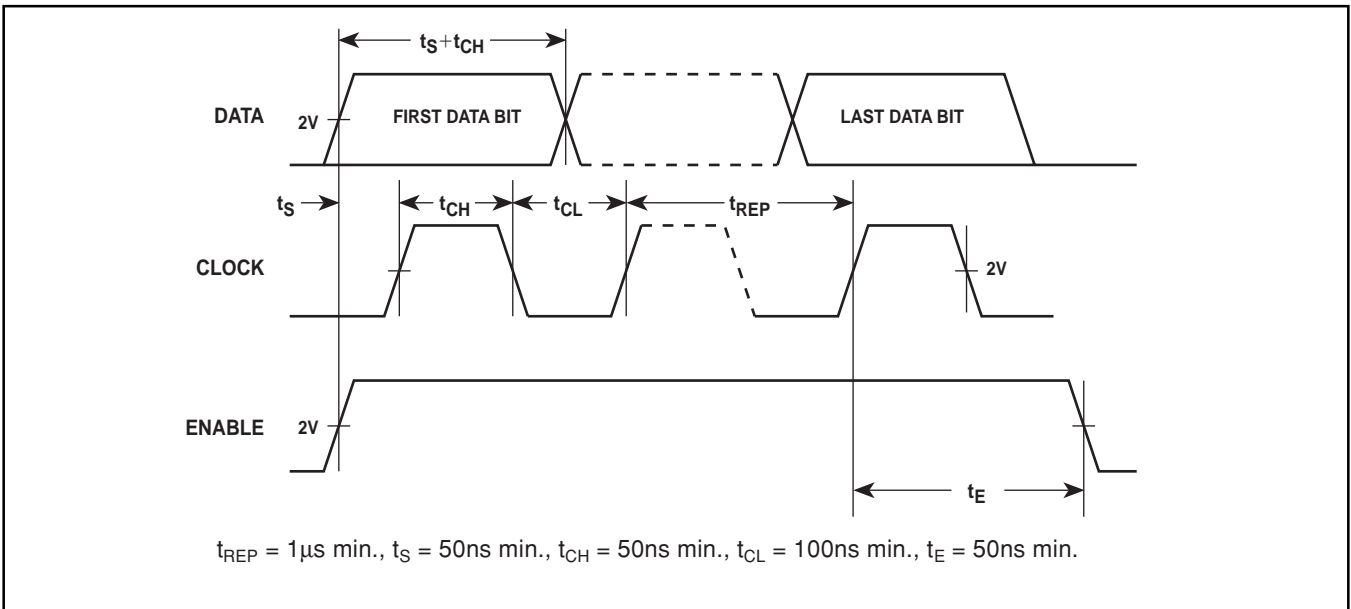 tS+tCH
DATA 2V FIRST DATA BIT LAST DATA BIT
tS tCH tCL tREP
CLOCK 2V
ENABLE 2V
tE
tREP = 1μs min., tS = 50ns min., tCH = 50ns min., tCL = 100ns min., tE = 50ns min.